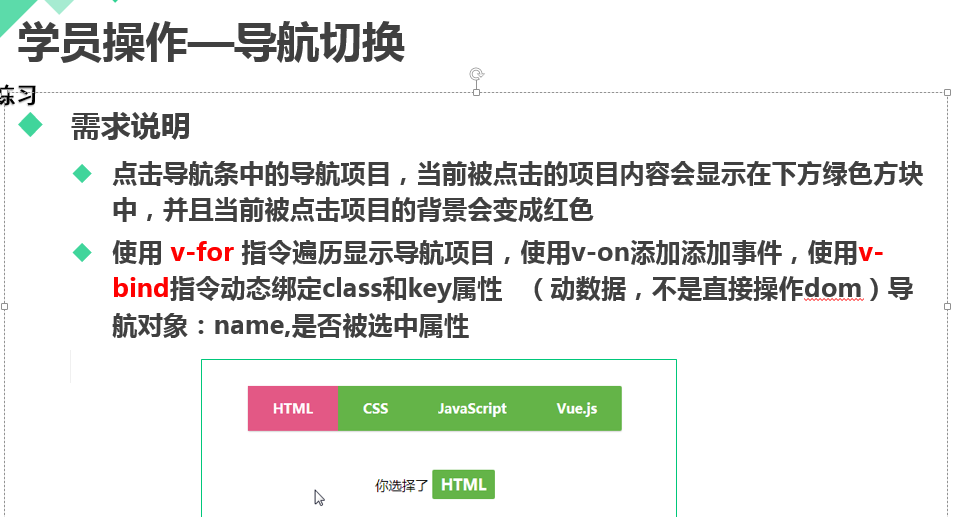 学员操作—导航切换
练习
需求说明
点击导航条中的导航项目，当前被点击的项目内容会显示在下方绿色方块
中，并且当前被点击项目的背景会变成红色
使用 v-for 指令遍历显示导航项目，使用v-on添加添加事件，使用v-
bind指令动态绑定class和key属性 （动数据，不是直接操作dom）导
航对象：name,是否被选中属性
HTML CSS JavaScript Vue.js
你选择了 HTML